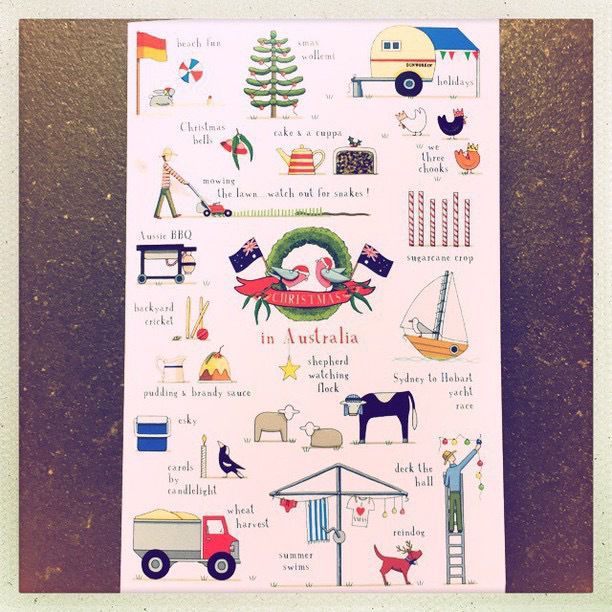 beach fun
xmas
wollemi
SUNWORLD
holidays
Christmas
bells
cake & a cuppa
we
three
chooks
mowing
the lawn...watch out for snakes!
Aussie BBQ
sugarcane crop
CHRISTMAS
in Australia
backyard
cricket
shepherd
watching
flock
Sydney to Hobart
yacht
race
pudding & brandy sauce
esky
carols
by
candlelight
deck the
hall
wheat
harvest
I ♥
XMAS
summer
swims
reindog